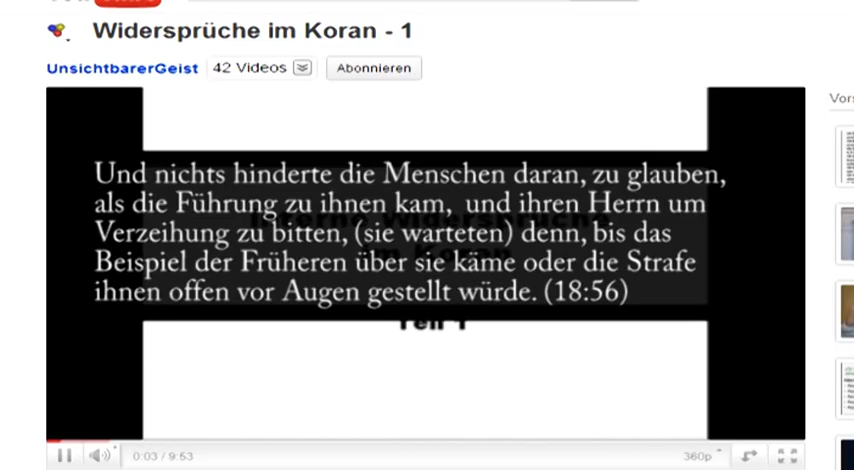 Widersprüche im Koran - 1
UnsichtbarerGeist 42 Videos Abonnieren
Vor
Und nichts hinderte die Menschen daran, zu glauben,
als die Führung zu ihnen kam, und ihren Herrn um
Verzeihung zu bitten, (sie warteten) denn, bis das
Beispiel der Früheren über sie käme oder die Strafe
ihnen offen vor Augen gestellt würde. (18:56)
Teil 1
0:03 / 9:53 360p